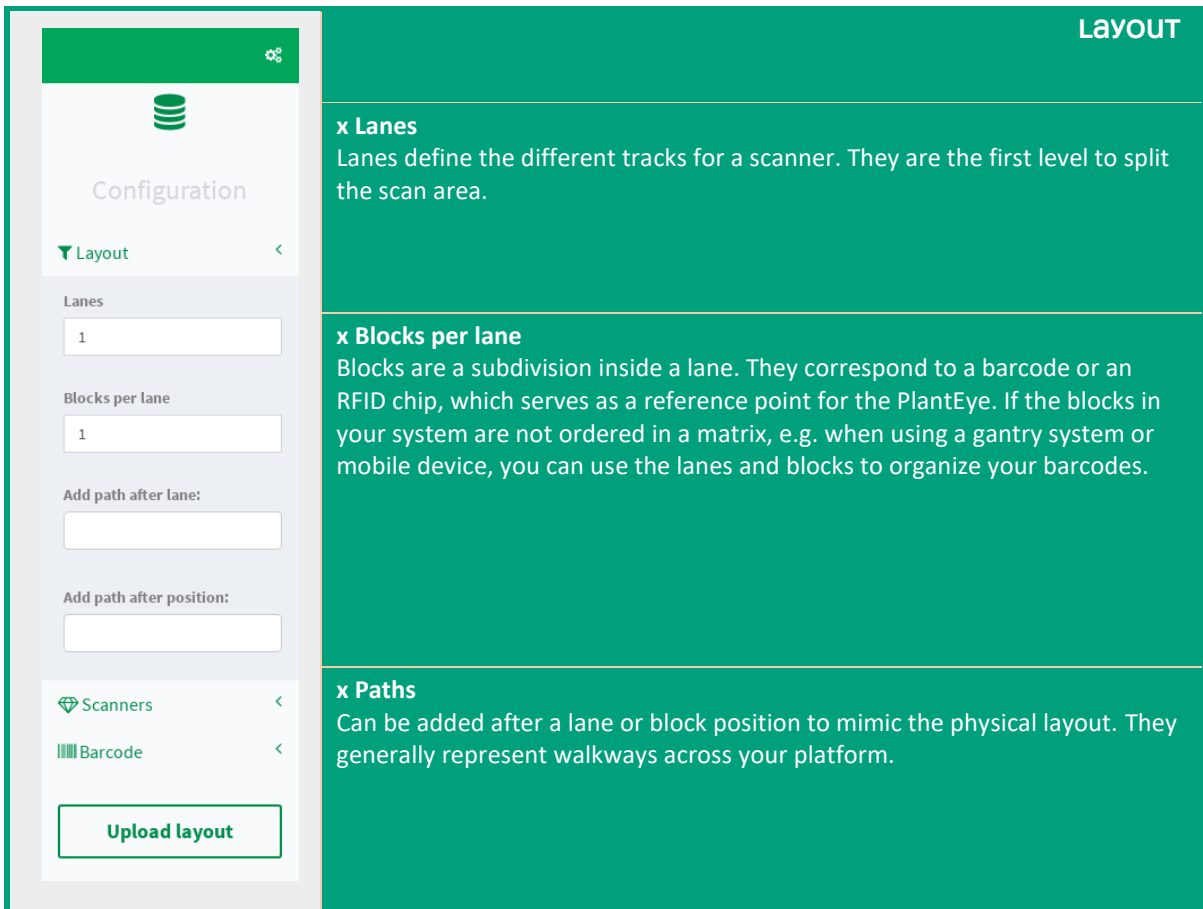 Layout
Configuration
Layout
Lanes
1
Blocks per lane
1
Add path after lane:
Add path after position:
Scanners
Barcode
Upload layout
x Lanes
Lanes define the different tracks for a scanner. They are the first level to split
the scan area.
x Blocks per lane
Blocks are a subdivision inside a lane. They correspond to a barcode or an
RFID chip, which serves as a reference point for the PlantEye. If the blocks in
your system are not ordered in a matrix, e.g. when using a gantry system or
mobile device, you can use the lanes and blocks to organize your barcodes.
x Paths
Can be added after a lane or block position to mimic the physical layout. They
generally represent walkways across your platform.